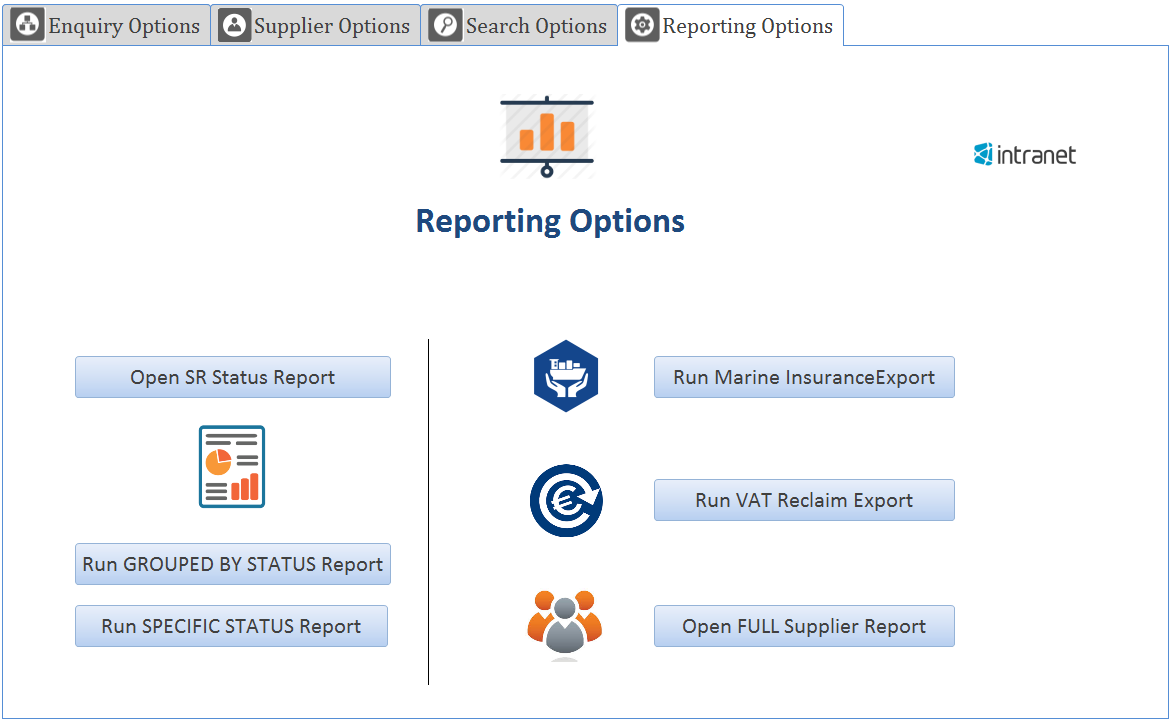 Enquiry Options
Supplier Options
Search Options
Reporting Options
intranet
Reporting Options
Open SR Status Report
Run GROUPED BY STATUS Report
Run SPECIFIC STATUS Report
Run Marine InsuranceExport
Run VAT Reclaim Export
Open FULL Supplier Report